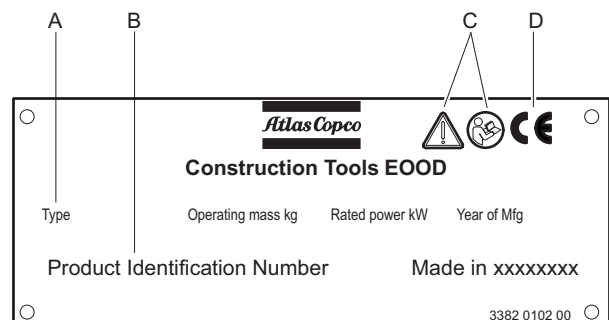 A B C D
Atlas Copco
CE
Construction Tools EOOD
Type Operating mass kg Rated power kW Year of Mfg
Product Identification Number Made in xxxxxxxx
3382 0102 00